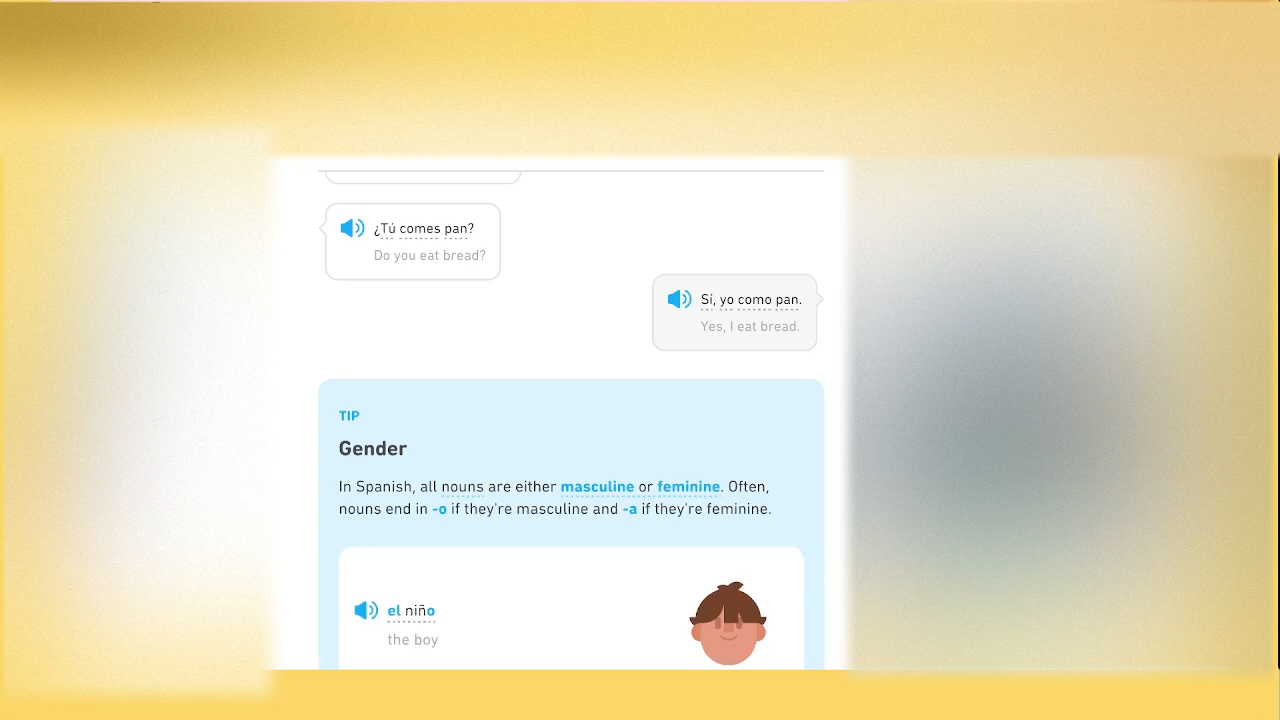 ¿Tú comes pan?
Do you eat bread?
Sí, yo como pan.
Yes, I eat bread.
TIP
Gender
In Spanish, all nouns are either masculine or feminine. Often,
nouns end in -o if they're masculine and -a if they're feminine.
el niño
the boy